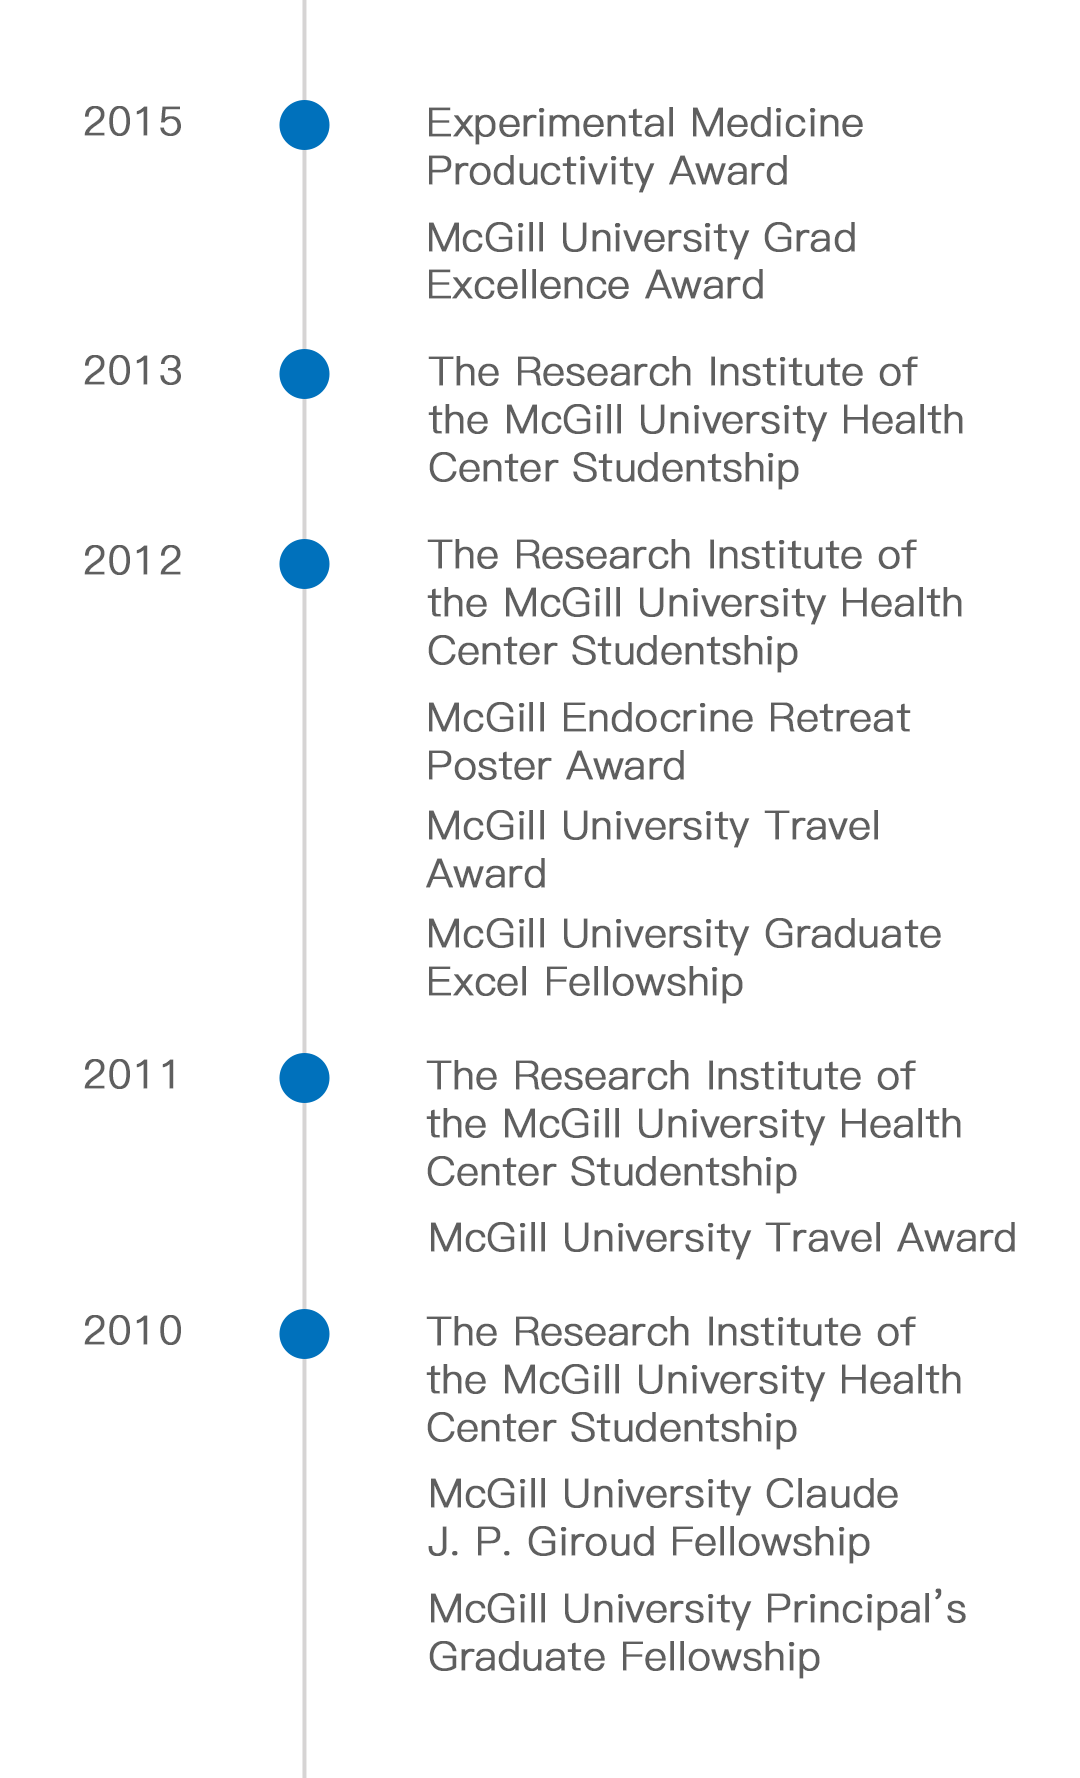 2015
Experimental Medicine
Productivity Award
McGill University Grad
Excellence Award
2013
The Research Institute of
the McGill University Health
Center Studentship
2012
The Research Institute of
the McGill University Health
Center Studentship
McGill Endocrine Retreat
Poster Award
McGill University Travel
Award
McGill University Graduate
Excel Fellowship
2011
The Research Institute of
the McGill University Health
Center Studentship
McGill University Travel Award
2010
The Research Institute of
the McGill University Health
Center Studentship
McGill University Claude
J. P. Giroud Fellowship
McGill University Principal’s
Graduate Fellowship